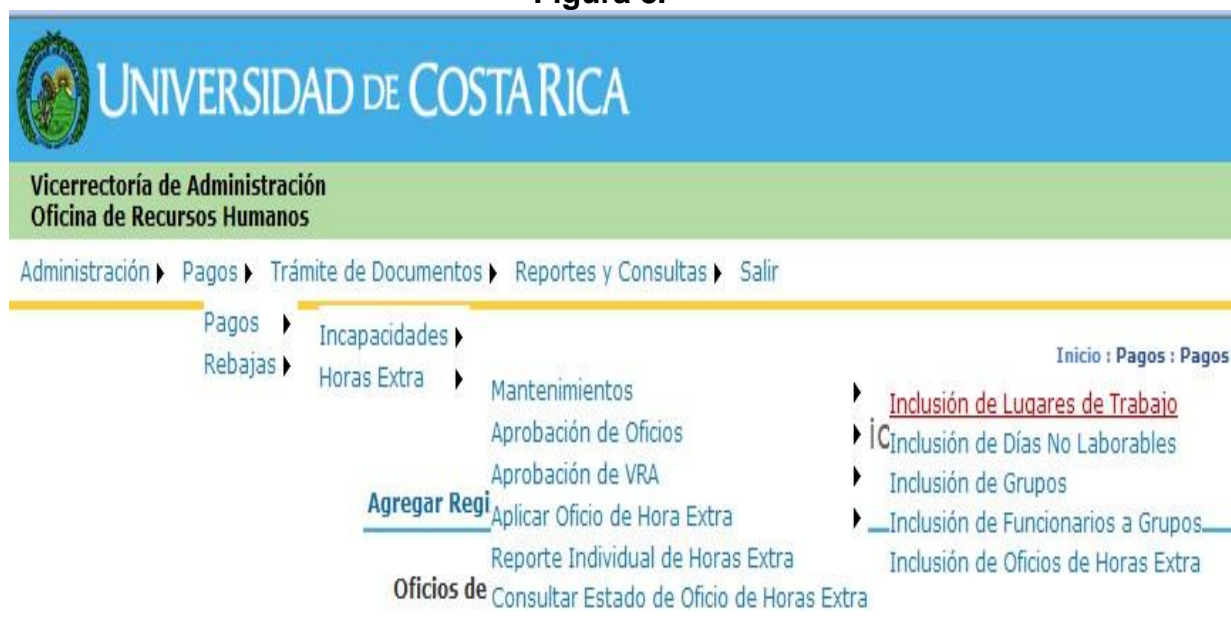 UNIVERSIDAD DE COSTA RICA
Vicerrectoría de Administración
Oficina de Recursos Humanos
Administración Pagos Trámite de Documentos Reportes y Consultas Salir
Pagos
Rebajas
Incapacidades
Horas Extra
Inicio : Pagos : Pagos
Mantenimientos
Aprobación de Oficios
Aprobación de VRA
Aplicar Oficio de Hora Extra
Reporte Individual de Horas Extra
Consultar Estado de Oficio de Horas Extra
Inclusión de Lugares de Trabajo
Inclusión de Días No Laborables
Inclusión de Grupos
Inclusión de Funcionarios a Grupos
Inclusión de Oficios de Horas Extra
Agregar Regi
Oficios de